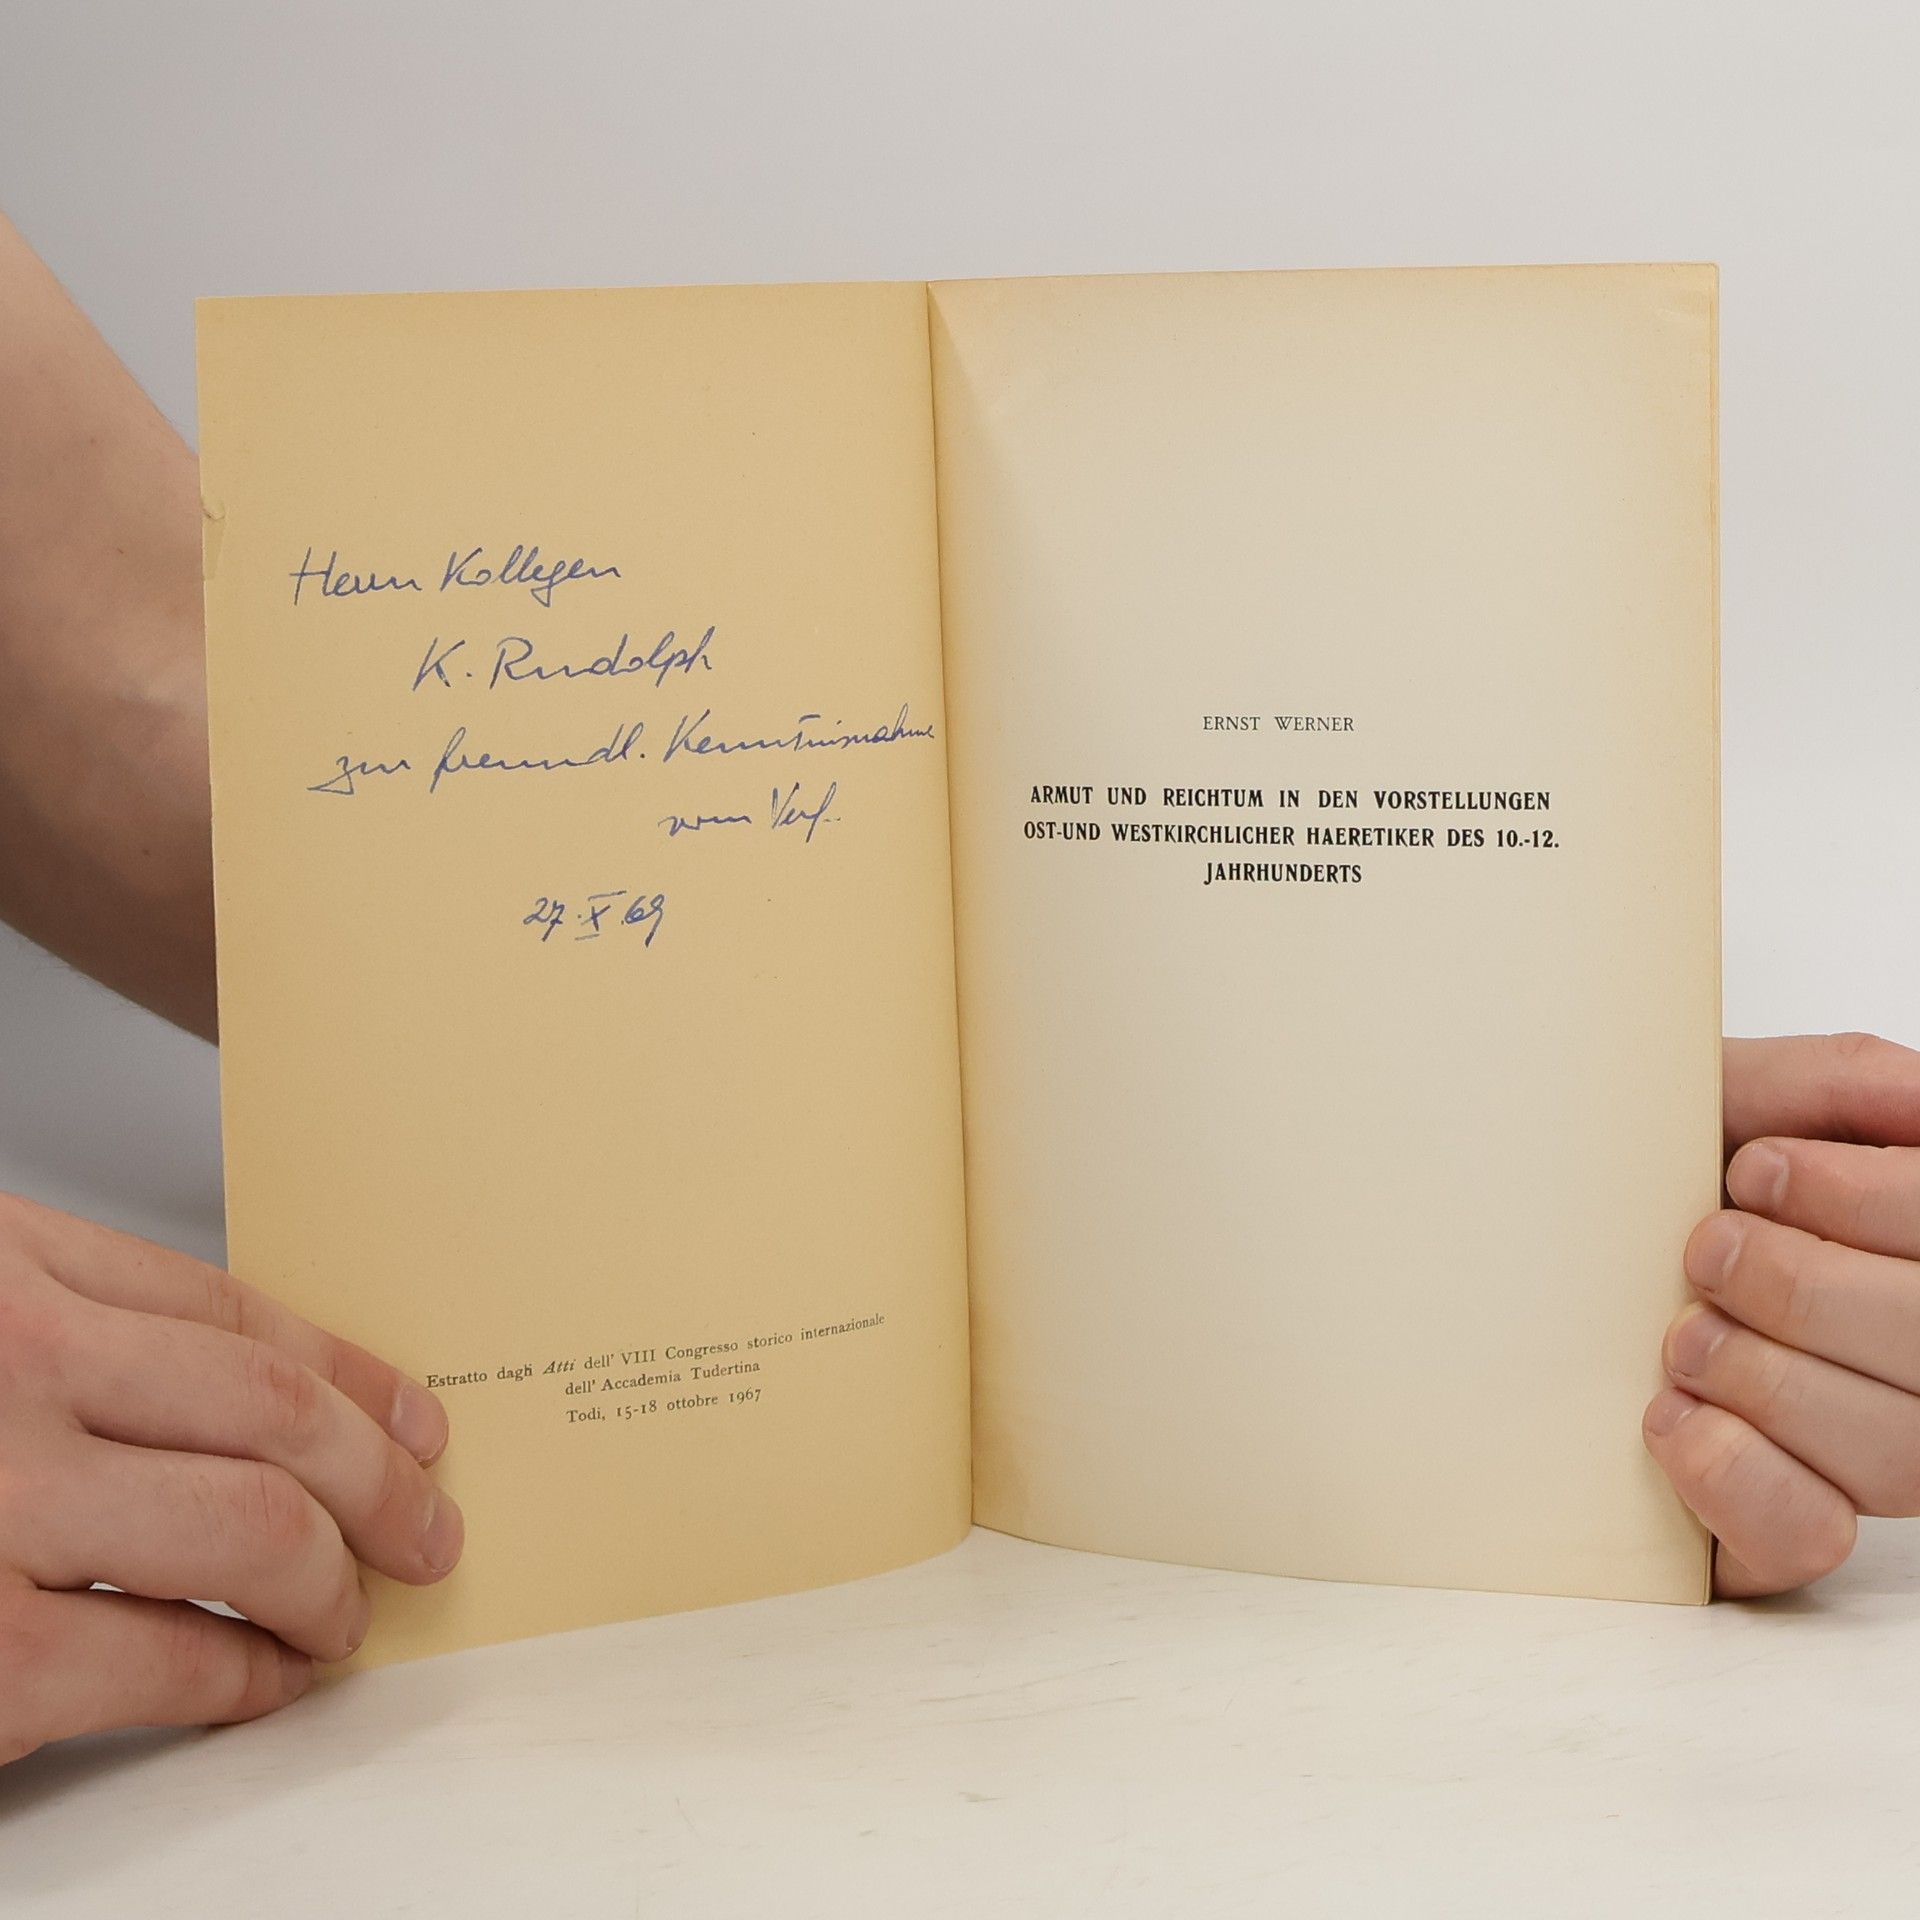 Herrn Kollegen
K. Rudolph
zur freundl. Kenntnisnahme
vom Verf.
27.X.69
Estratto dagli Atti dell' VIII Congresso storico internazionale
dell' Accademia Tudertina
Todi, 15-18 ottobre 1967
ERNST WERNER
ARMUT UND REICHTUM IN DEN VORSTELLUNGEN
OST-UND WESTKIRCHLICHER HAERETIKER DES 10.-12.
JAHRHUNDERTS